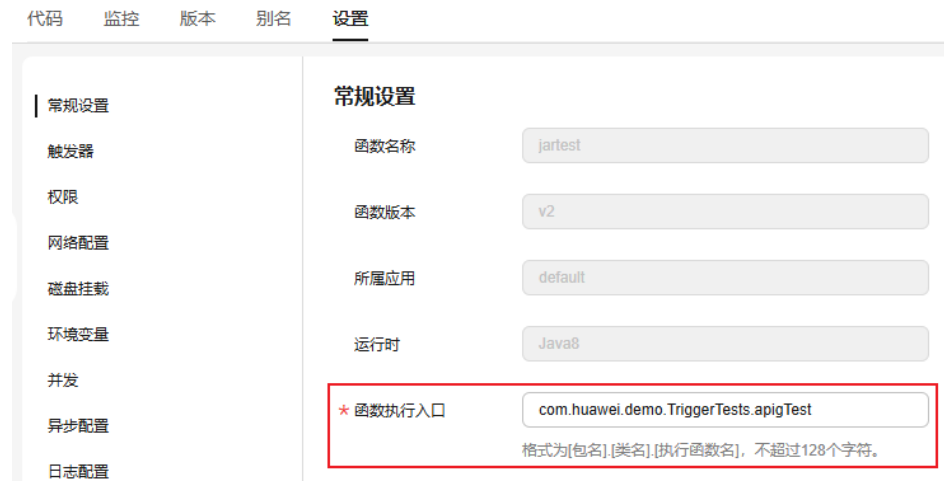 代码 监控 版本 别名 设置
常规设置
触发器
权限
网络配置
磁盘挂载
环境变量
并发
异步配置
日志配置
常规设置
函数名称 jartest
函数版本 v2
所属应用 default
运行时 Java8
* 函数执行入口 com.huawei.demo.TriggerTests.apigTest
格式为[包名].[类名].[执行函数名]，不超过128个字符。